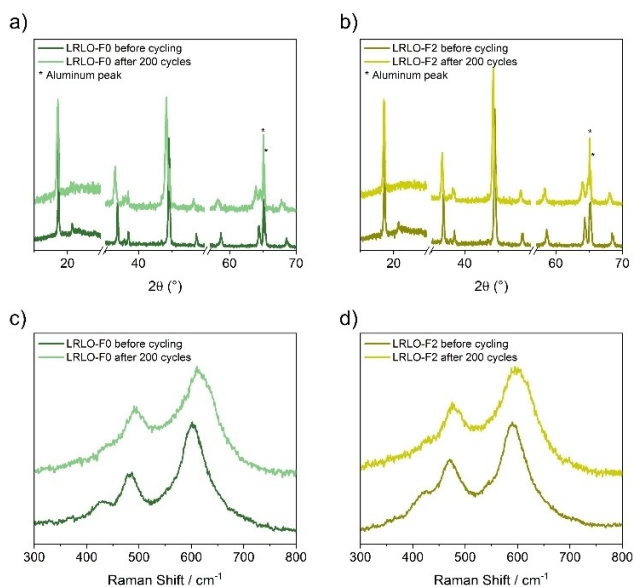 a)
LRLO-F0 before cycling
LRLO-F0 after 200 cycles
* Aluminum peak
*
*
20 40 60 70
2θ (°)
b)
LRLO-F2 before cycling
LRLO-F2 after 200 cycles
* Aluminum peak
*
*
20 40 60 70
2θ (°)
c)
LRLO-F0 before cycling
LRLO-F0 after 200 cycles
300 400 500 600 700 800
Raman Shift / cm⁻¹
d)
LRLO-F2 before cycling
LRLO-F2 after 200 cycles
300 400 500 600 700 800
Raman Shift / cm⁻¹